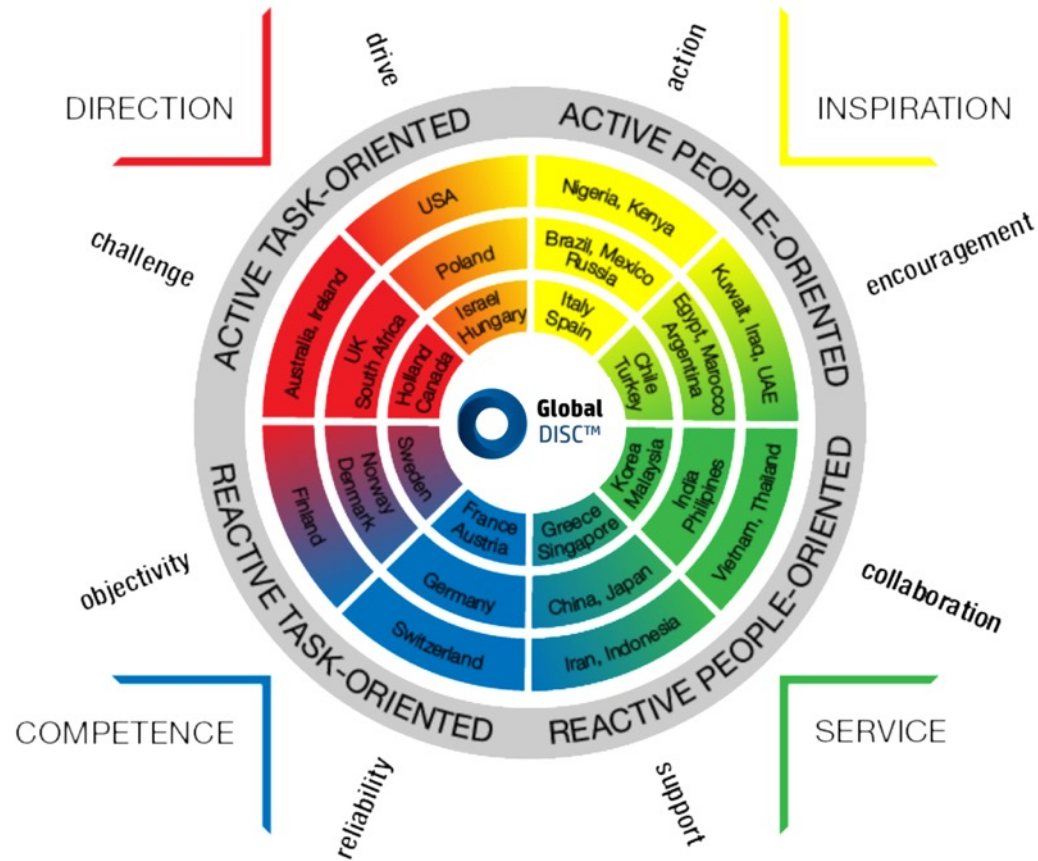 drive
action
DIRECTION
INSPIRATION
ACTIVE TASK-ORIENTED
ACTIVE PEOPLE-ORIENTED
challenge
encouragement
USA
Nigeria, Kenya
Poland
Brazil, Mexico
Russia
Israel
Hungary
Italy
Spain
Australia, Ireland
UK
South Africa
Holland
Canada
Chile
Turkey
Egypt, Marocco
Argentina
Kuwait, Iraq, UAE
Global
DISC™
Finland
Norway
Denmark
Sweden
France
Austria
Greece
Singapore
Korea
Malaysia
India
Philipines
Vietnam, Thailand
Germany
China, Japan
Switzerland
Iran, Indonesia
REACTIVE TASK-ORIENTED
REACTIVE PEOPLE-ORIENTED
objectivity
collaboration
COMPETENCE
SERVICE
reliability
support